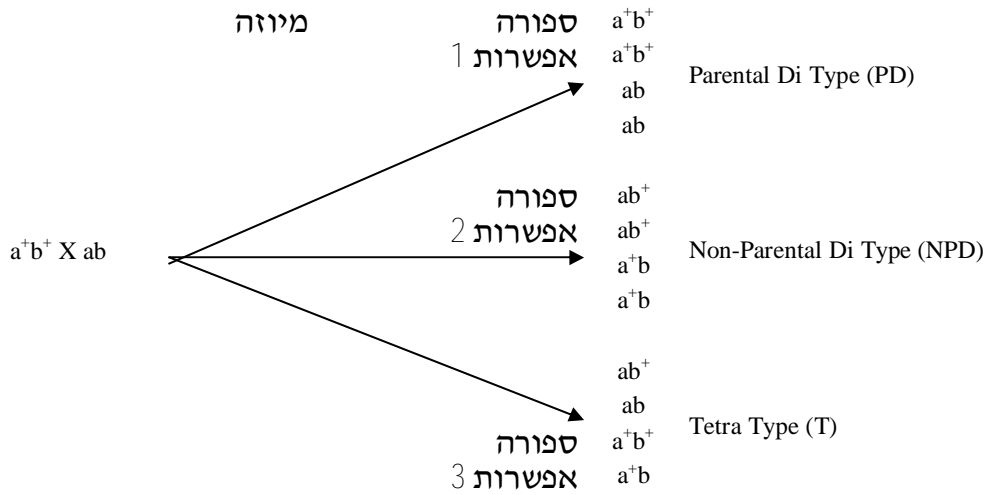 מיוזה
ספורה
אפשרות 1
a⁺b⁺
a⁺b⁺
ab
ab
Parental Di Type (PD)
a⁺b⁺ X ab
ספורה
אפשרות 2
ab⁺
ab⁺
a⁺b
a⁺b
Non-Parental Di Type (NPD)
ab⁺
ab
a⁺b⁺
a⁺b
Tetra Type (T)
ספורה
אפשרות 3